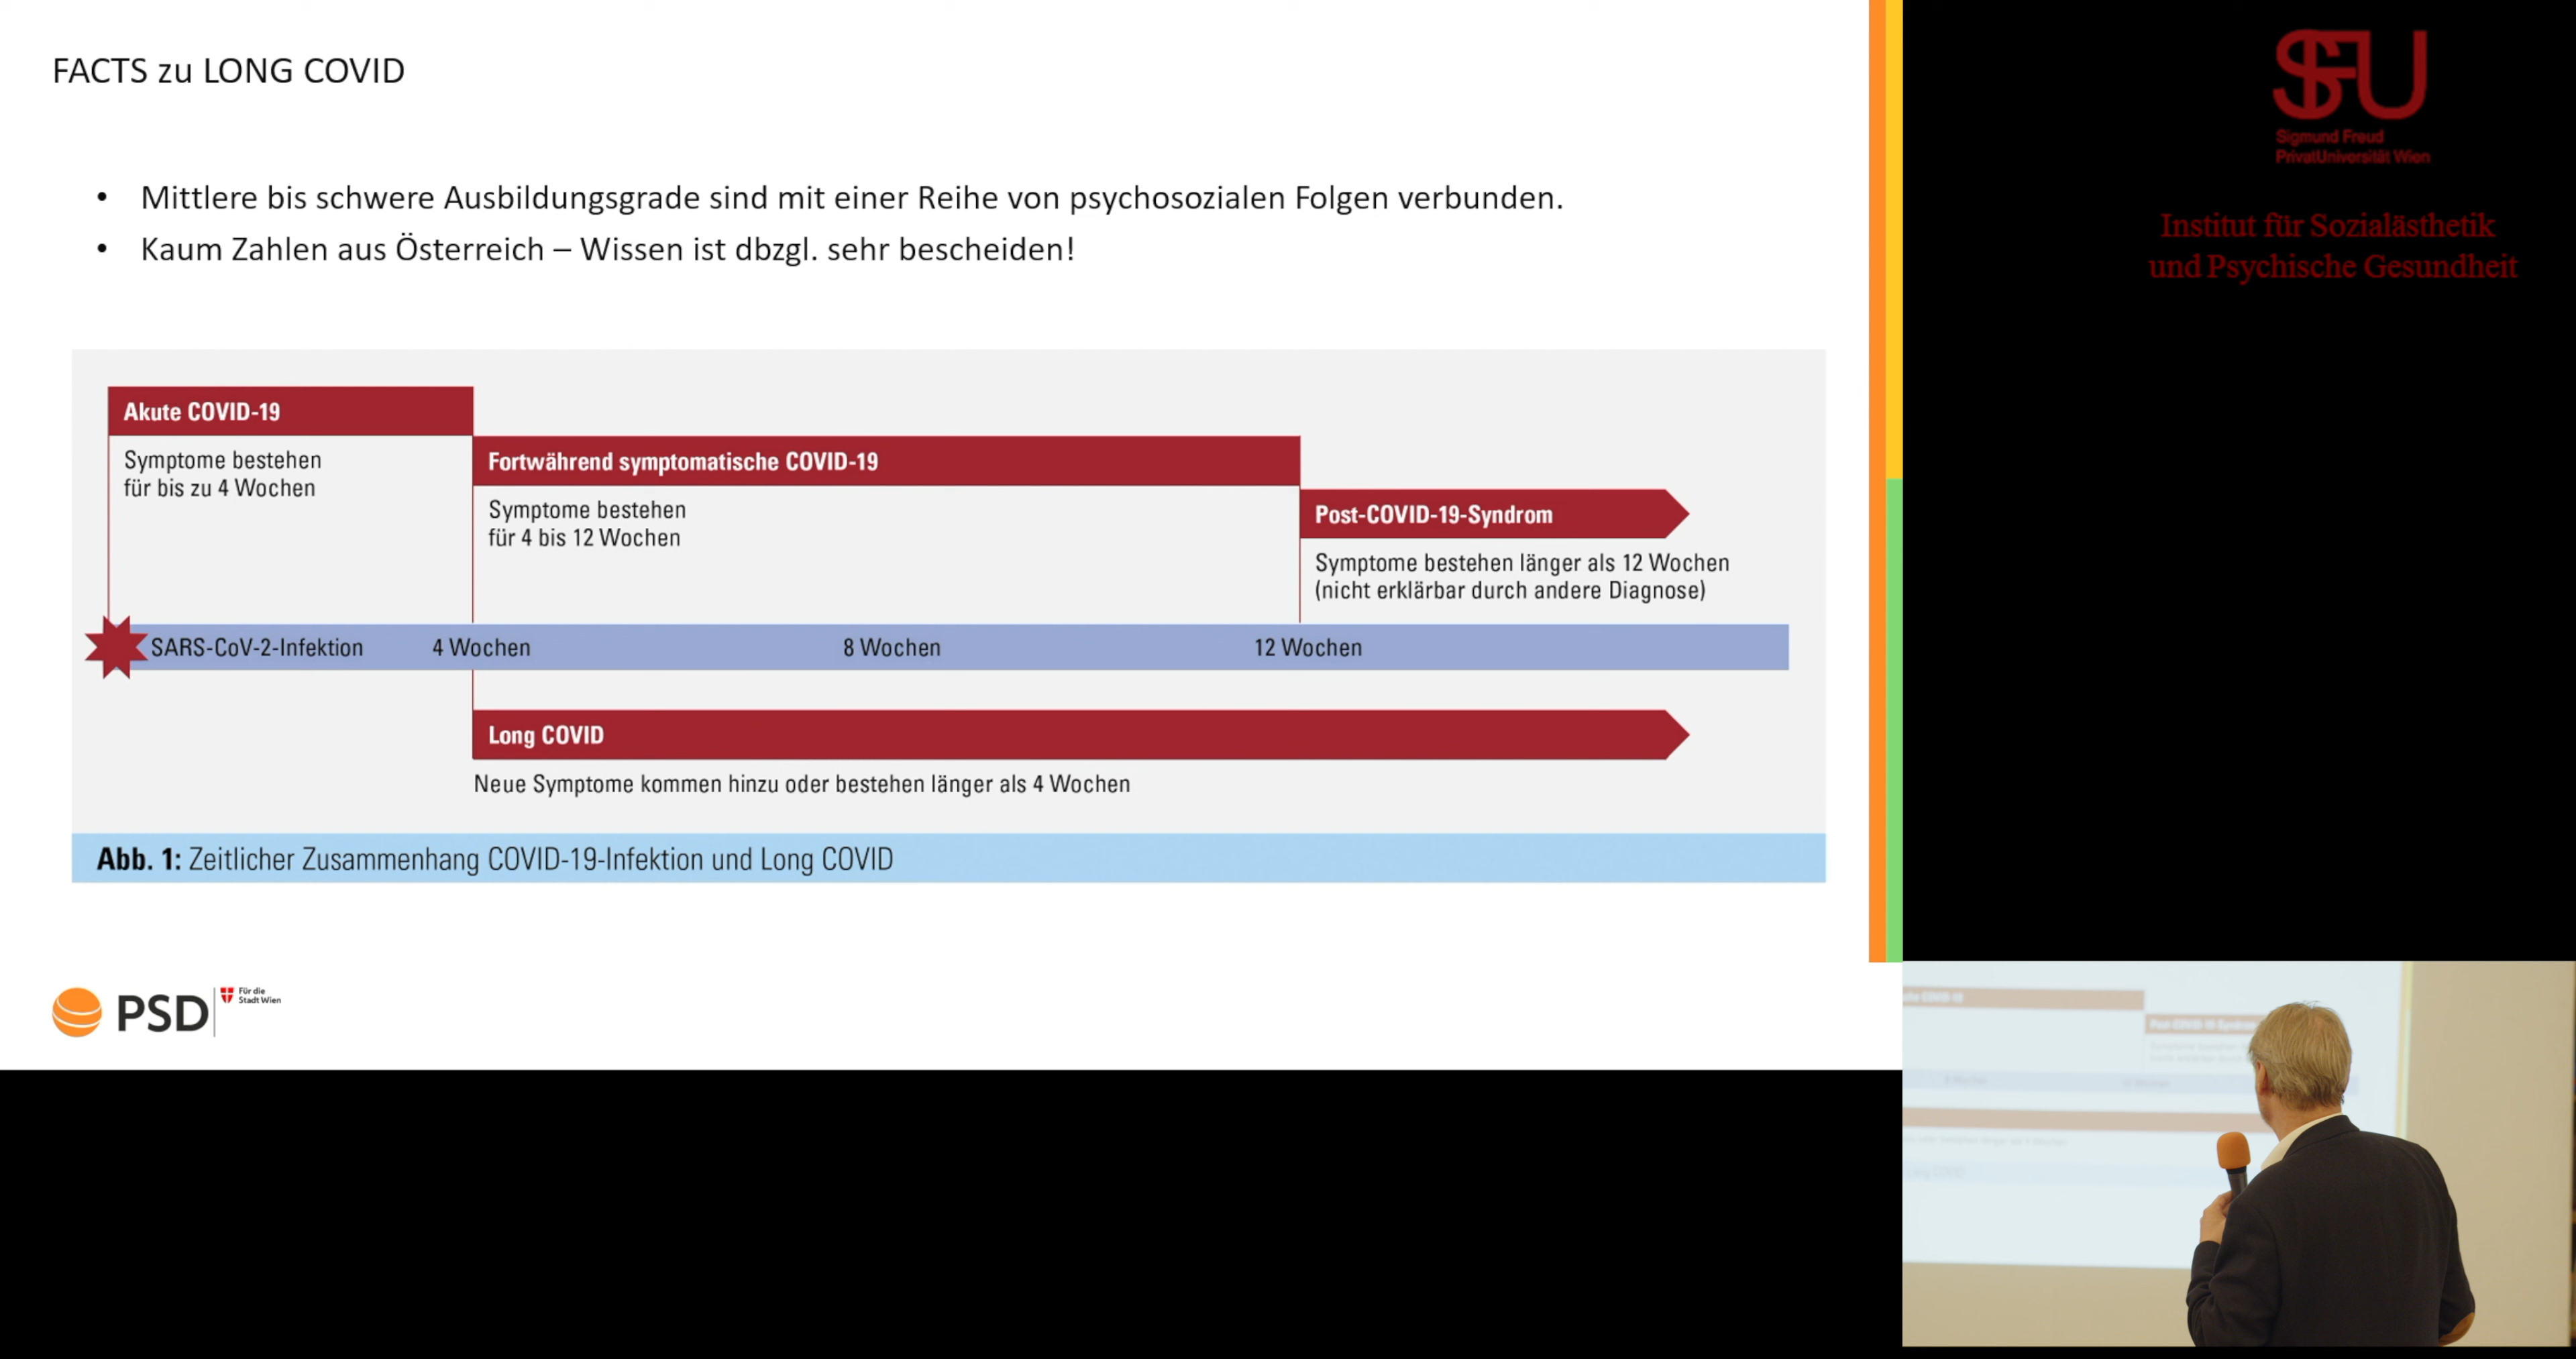 FACTS zu LONG COVID
• Mittlere bis schwere Ausbildungsgrade sind mit einer Reihe von psychosozialen Folgen verbunden.
• Kaum Zahlen aus Österreich – Wissen ist dbzgl. sehr bescheiden!
Akute COVID-19
Symptome bestehen
für bis zu 4 Wochen
Fortwährend symptomatische COVID-19
Symptome bestehen
für 4 bis 12 Wochen
Post-COVID-19-Syndrom
Symptome bestehen länger als 12 Wochen
(nicht erklärbar durch andere Diagnose)
SARS-CoV-2-Infektion 4 Wochen 8 Wochen 12 Wochen
Long COVID
Neue Symptome kommen hinzu oder bestehen länger als 4 Wochen
Abb. 1: Zeitlicher Zusammenhang COVID-19-Infektion und Long COVID
PSD
Für die
Stadt Wien
SFU
Sigmund Freud
PrivatUniversität Wien
Institut für Sozialästhetik
und Psychische Gesundheit